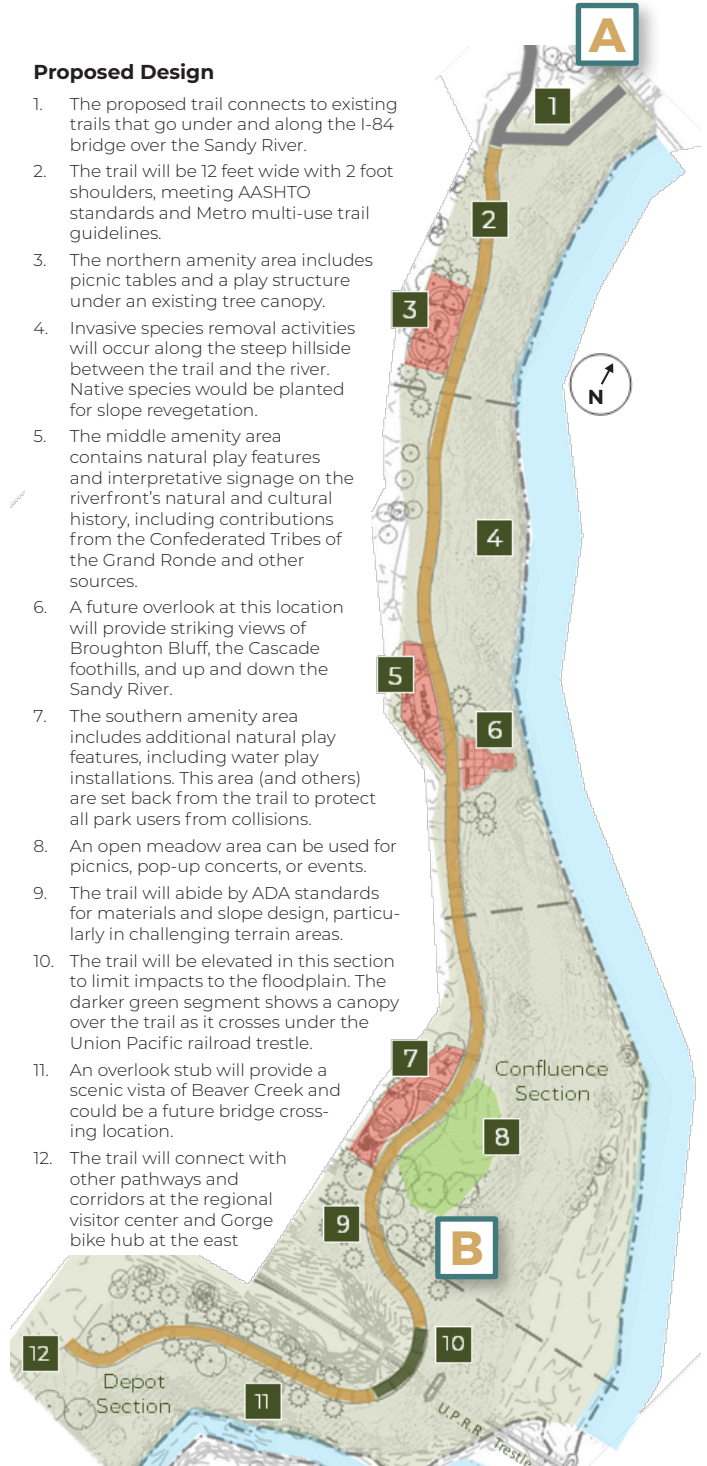 A
Proposed Design
1. The proposed trail connects to existing
trails that go under and along the I-84
bridge over the Sandy River.
2. The trail will be 12 feet wide with 2 foot
shoulders, meeting AASHTO
standards and Metro multi-use trail
guidelines.
3. The northern amenity area includes
picnic tables and a play structure
under an existing tree canopy.
4. Invasive species removal activities
will occur along the steep hillside
between the trail and the river.
Native species would be planted
for slope revegetation.
5. The middle amenity area
contains natural play features
and interpretative signage on the
riverfront's natural and cultural
history, including contributions
from the Confederated Tribes of
the Grand Ronde and other
sources.
6. A future overlook at this location
will provide striking views of
Broughton Bluff, the Cascade
foothills, and up and down the
Sandy River.
7. The southern amenity area
includes additional natural play
features, including water play
installations. This area (and others)
are set back from the trail to protect
all park users from collisions.
8. An open meadow area can be used for
picnics, pop-up concerts, or events.
9. The trail will abide by ADA standards
for materials and slope design, particu-
larly in challenging terrain areas.
10. The trail will be elevated in this section
to limit impacts to the floodplain. The
darker green segment shows a canopy
over the trail as it crosses under the
Union Pacific railroad trestle.
11. An overlook stub will provide a
scenic vista of Beaver Creek and
could be a future bridge cross-
ing location.
12. The trail will connect with
other pathways and
corridors at the regional
visitor center and Gorge
bike hub at the east
1
2
3
N
4
5
6
7
Confluence
Section
8
9
B
10
12
Depot
Section
11
U.P.R.R. Trestle